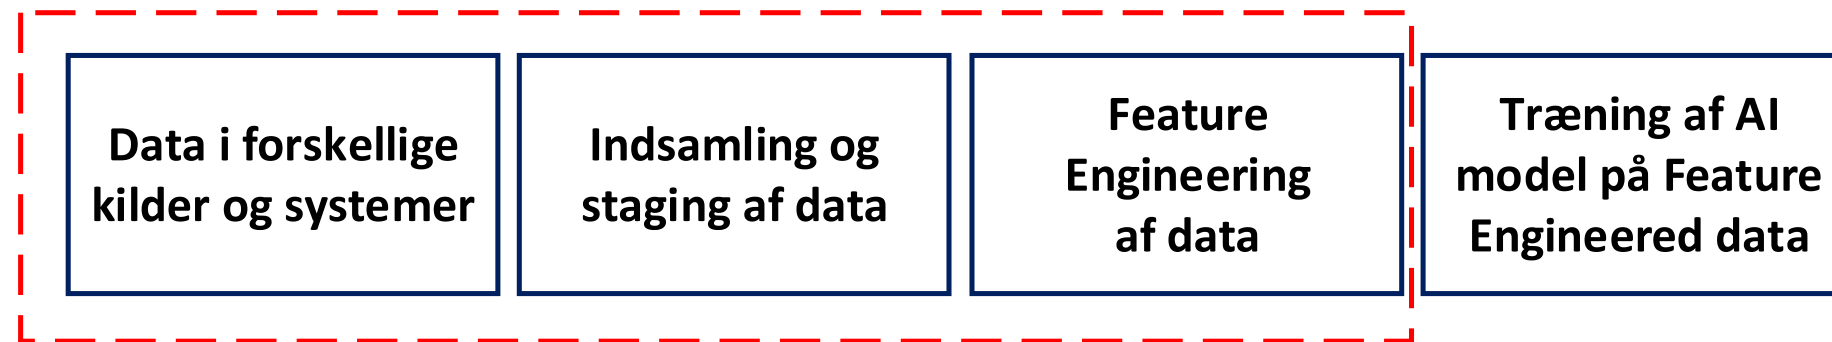 Data i forskellige
kilder og systemer
Indsamling og
staging af data
Feature
Engineering
af data
Træning af AI
model på Feature
Engineered data